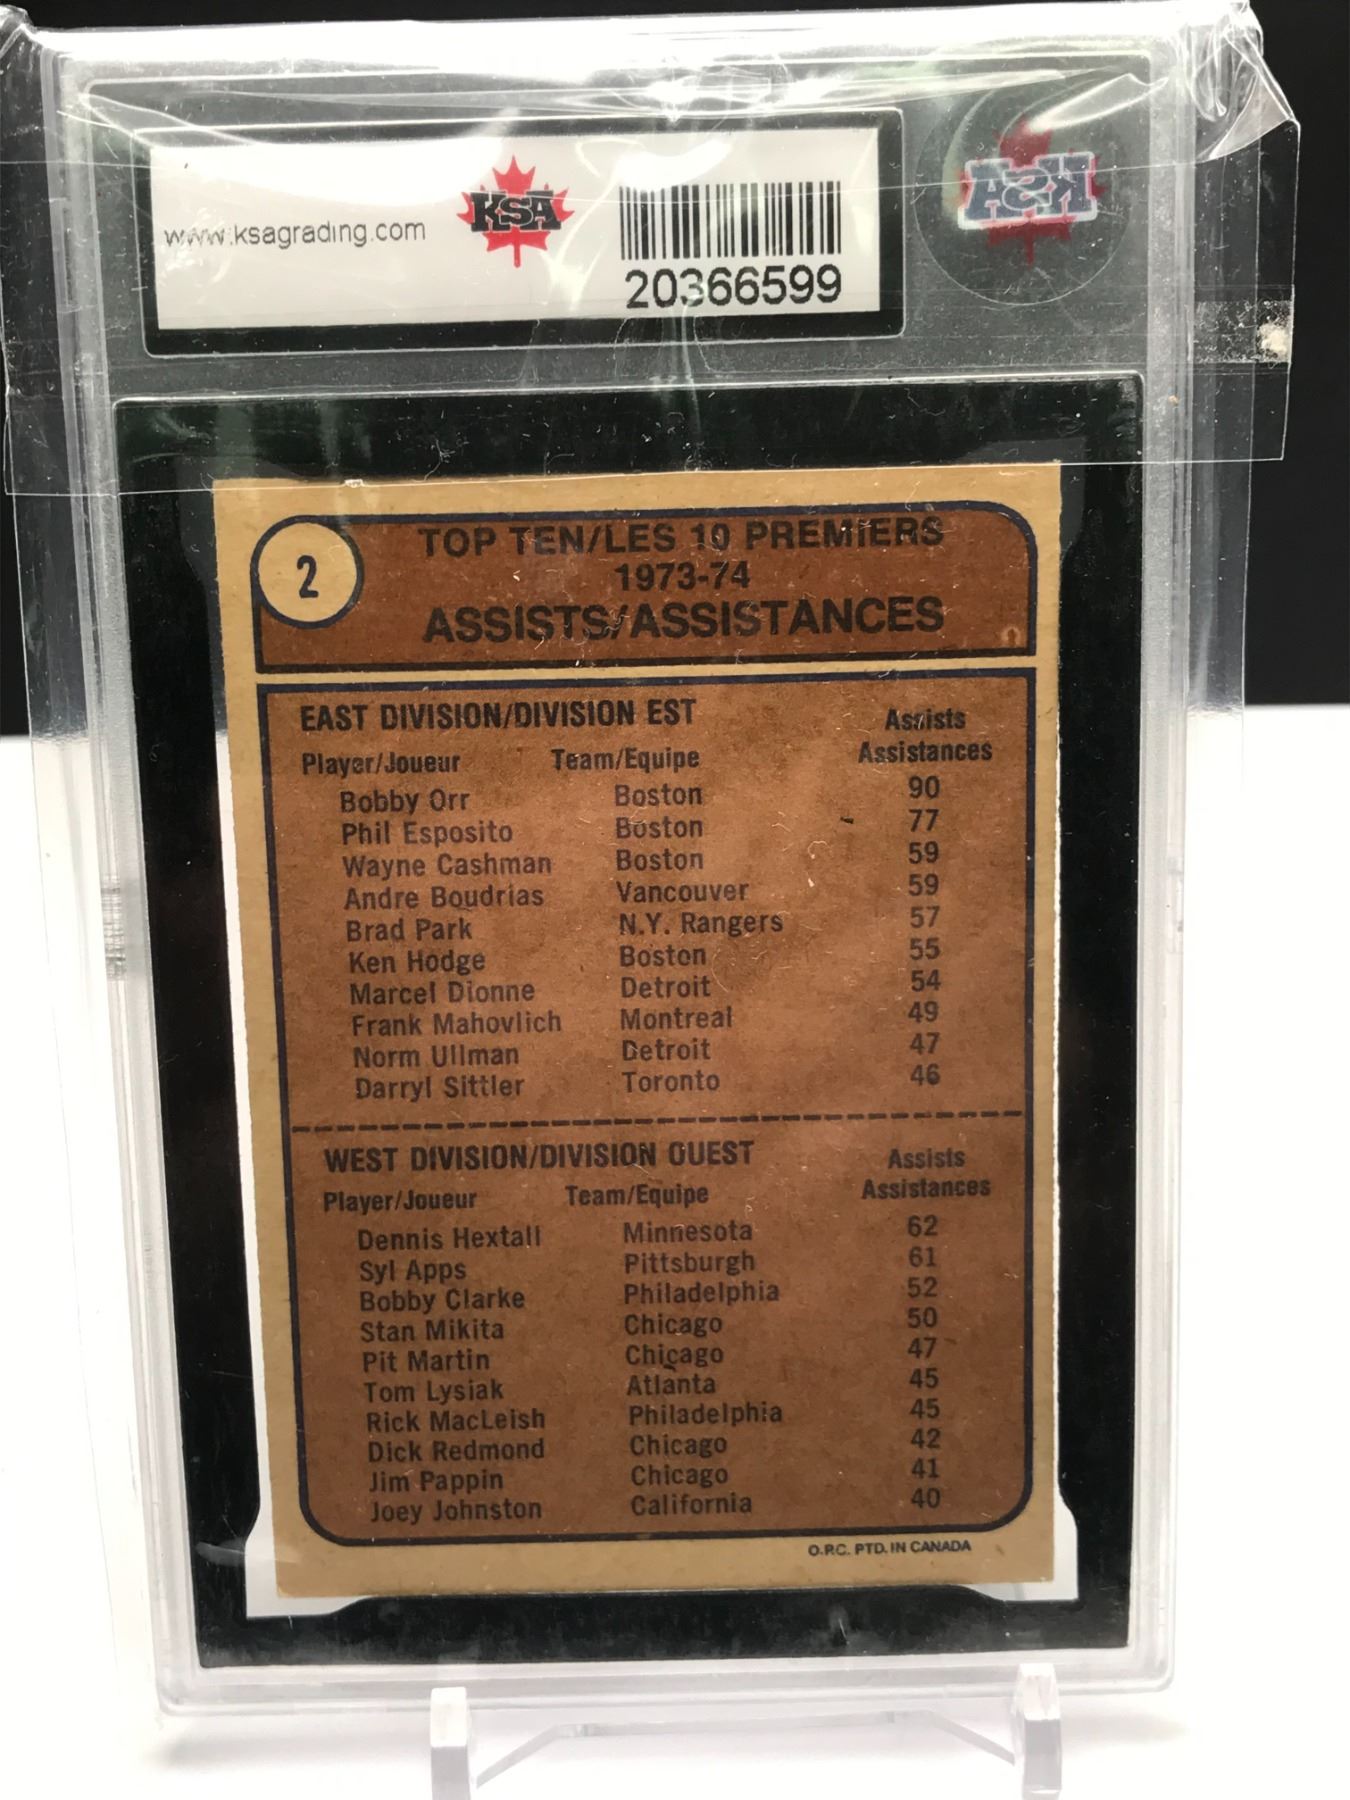 www.ksagrading.com
KSA
20366599
KSA
2
TOP TEN/LES 10 PREMIERS
1973-74
ASSISTS/ASSISTANCES
EAST DIVISION/DIVISION EST Assists
Player/Joueur Team/Equipe Assistances
Bobby Orr Boston 90
Phil Esposito Boston 77
Wayne Cashman Boston 59
Andre Boudrias Vancouver 59
Brad Park N.Y. Rangers 57
Ken Hodge Boston 55
Marcel Dionne Detroit 54
Frank Mahovlich Montreal 49
Norm Ullman Detroit 47
Darryl Sittler Toronto 46
WEST DIVISION/DIVISION OUEST Assists
Player/Joueur Team/Equipe Assistances
Dennis Hextall Minnesota 62
Syl Apps Pittsburgh 61
Bobby Clarke Philadelphia 52
Stan Mikita Chicago 50
Pit Martin Chicago 47
Tom Lysiak Atlanta 45
Rick MacLeish Philadelphia 45
Dick Redmond Chicago 42
Jim Pappin Chicago 41
Joey Johnston California 40
O.P.C. PTD. IN CANADA